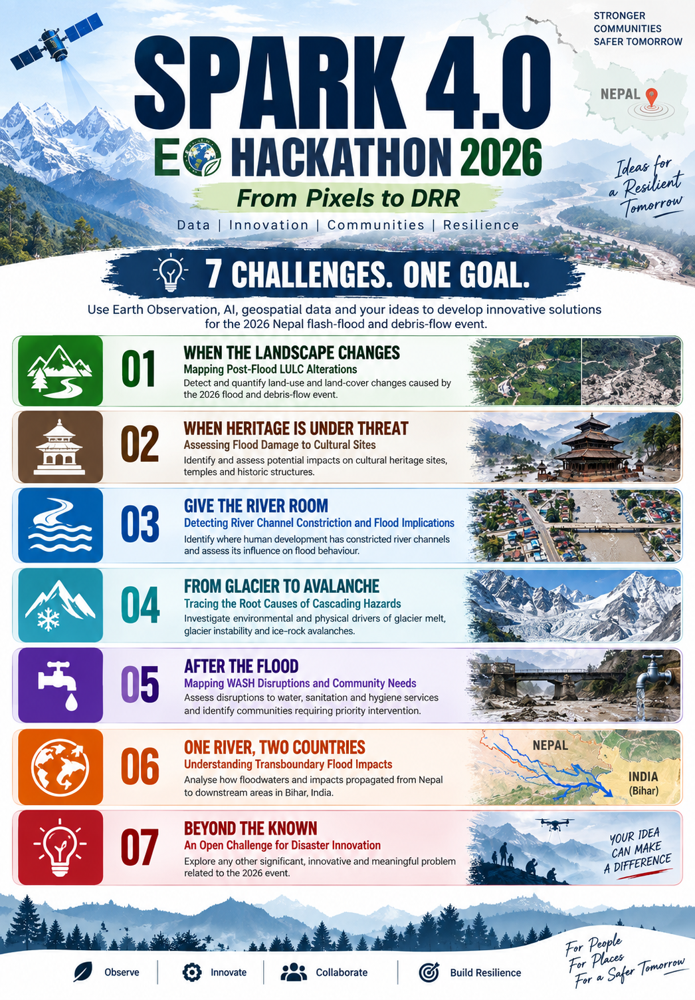 STRONGER
COMMUNITIES
SAFER TOMORROW
SPARK 4.0
NEPAL
EO HACKATHON 2026
Ideas for
a Resilient
Tomorrow
From Pixels to DRR
Data | Innovation | Communities | Resilience
7 CHALLENGES. ONE GOAL.
Use Earth Observation, AI, geospatial data and your ideas to develop innovative solutions
for the 2026 Nepal flash-flood and debris-flow event.
01
WHEN THE LANDSCAPE CHANGES
Mapping Post-Flood LULC Alterations
Detect and quantify land-use and land-cover changes caused by
the 2026 flood and debris-flow event.
02
WHEN HERITAGE IS UNDER THREAT
Assessing Flood Damage to Cultural Sites
Identify and assess potential impacts on cultural heritage sites,
temples and historic structures.
03
GIVE THE RIVER ROOM
Detecting River Channel Constriction and Flood Implications
Identify where human development has constricted river channels
and assess its influence on flood behaviour.
04
FROM GLACIER TO AVALANCHE
Tracing the Root Causes of Cascading Hazards
Investigate environmental and physical drivers of glacier melt,
glacier instability and ice-rock avalanches.
05
AFTER THE FLOOD
Mapping WASH Disruptions and Community Needs
Assess disruptions to water, sanitation and hygiene services
and identify communities requiring priority intervention.
06
ONE RIVER, TWO COUNTRIES
Understanding Transboundary Flood Impacts
Analyse how floodwaters and impacts propagated from Nepal
to downstream areas in Bihar, India.
NEPAL
INDIA
(Bihar)
07
BEYOND THE KNOWN
An Open Challenge for Disaster Innovation
Explore any other significant, innovative and meaningful problem
related to the 2026 event.
YOUR IDEA
CAN MAKE
A DIFFERENCE
Observe
Innovate
Collaborate
Build Resilience
For People
For Places
For a Safer Tomorrow